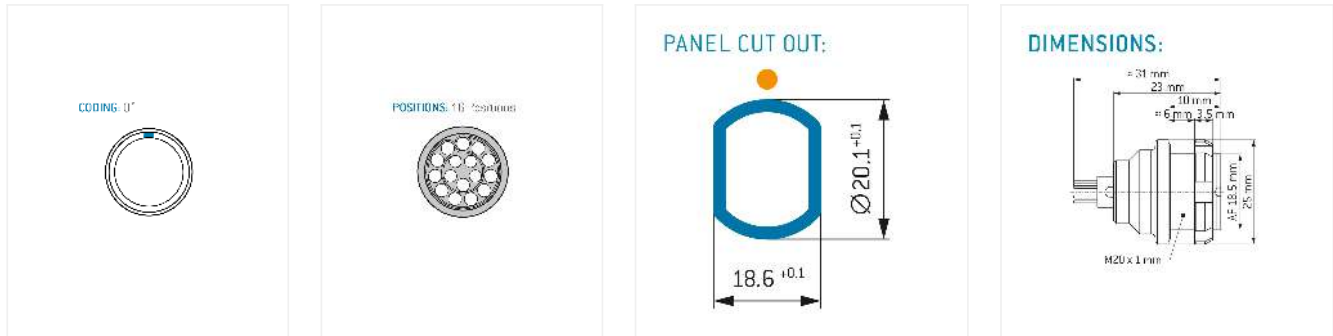 CODING: 0°
POSITIONS: 16 Positions
PANEL CUT OUT:
Ø20.1 +0.1
18.6 +0.1
DIMENSIONS:
≈ 31 mm
23 mm
10 mm
≈ 6 mm 3.5 mm
AF 18.5 mm
25 mm
M20 x 1 mm